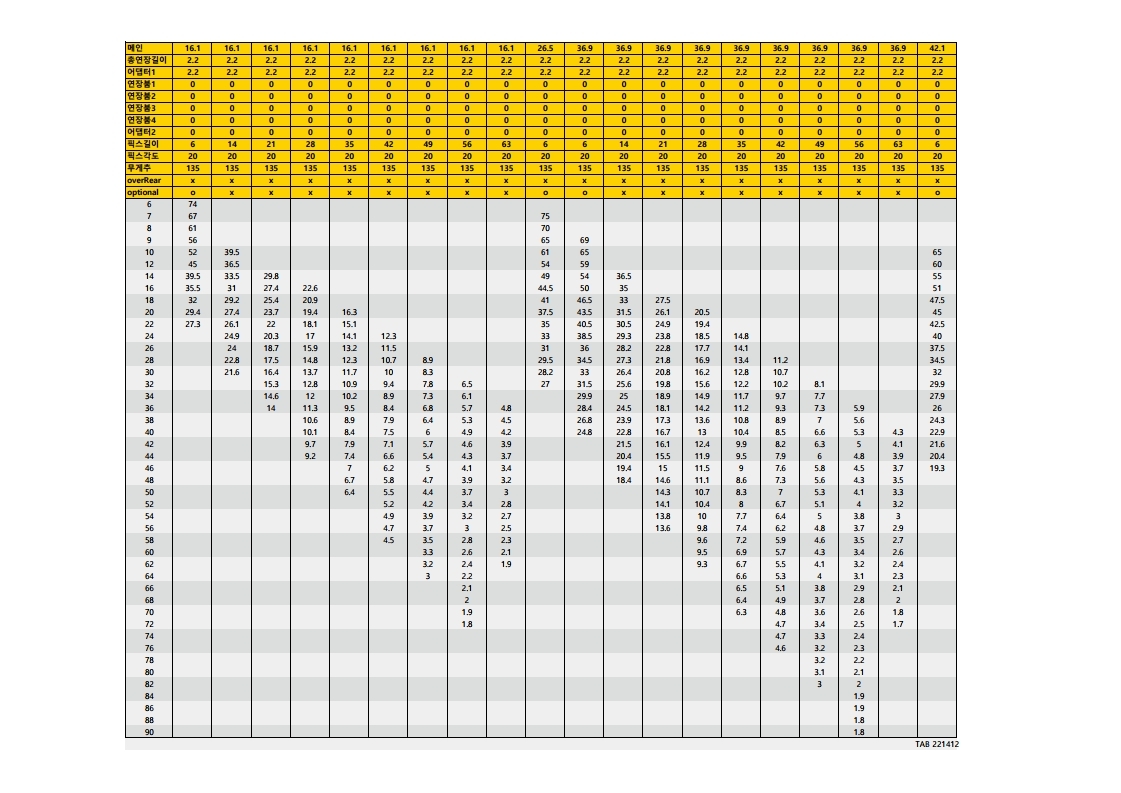 메인 16.1 16.1 16.1 16.1 16.1 16.1 16.1 16.1 16.1 26.5 36.9 36.9 36.9 36.9 36.9 36.9 36.9 36.9 36.9 42.1
총연장길이 2.2 2.2 2.2 2.2 2.2 2.2 2.2 2.2 2.2 2.2 2.2 2.2 2.2 2.2 2.2 2.2 2.2 2.2 2.2 2.2
어댑터1 2.2 2.2 2.2 2.2 2.2 2.2 2.2 2.2 2.2 2.2 2.2 2.2 2.2 2.2 2.2 2.2 2.2 2.2 2.2 2.2
연장붐1 0 0 0 0 0 0 0 0 0 0 0 0 0 0 0 0 0 0 0 0
연장붐2 0 0 0 0 0 0 0 0 0 0 0 0 0 0 0 0 0 0 0 0
연장붐3 0 0 0 0 0 0 0 0 0 0 0 0 0 0 0 0 0 0 0 0
연장붐4 0 0 0 0 0 0 0 0 0 0 0 0 0 0 0 0 0 0 0 0
어댑터2 0 0 0 0 0 0 0 0 0 0 0 0 0 0 0 0 0 0 0 0
픽스길이 6 14 21 28 35 42 49 56 63 6 6 14 21 28 35 42 49 56 63 6
픽스각도 20 20 20 20 20 20 20 20 20 20 20 20 20 20 20 20 20 20 20 20
무게추 135 135 135 135 135 135 135 135 135 135 135 135 135 135 135 135 135 135 135 135
overRear x x x x x x x x x x x x x x x x x x x x
optional o x x x x x x x x o o x x x x x x x x o
6 74
7 67 75
8 61 70
9 56 65 69
10 52 39.5 61 65 65
12 45 36.5 54 59 60
14 39.5 33.5 29.8 49 54 36.5 55
16 35.5 31 27.4 22.6 44.5 50 35 51
18 32 29.2 25.4 20.9 41 46.5 33 27.5 47.5
20 29.4 27.4 23.7 19.4 16.3 37.5 43.5 31.5 26.1 20.5 45
22 27.3 26.1 22 18.1 15.1 35 40.5 30.5 24.9 19.4 42.5
24 24.9 20.3 17 14.1 12.3 33 38.5 29.3 23.8 18.5 14.8 40
26 24 18.7 15.9 13.2 11.5 31 36 28.2 22.8 17.7 14.1 37.5
28 22.8 17.5 14.8 12.3 10.7 8.9 29.5 34.5 27.3 21.8 16.9 13.4 11.2 34.5
30 21.6 16.4 13.7 11.7 10 8.3 28.2 33 26.4 20.8 16.2 12.8 10.7 32
32 15.3 12.8 10.9 9.4 7.8 6.5 27 31.5 25.6 19.8 15.6 12.2 10.2 8.1 29.9
34 14.6 12 10.2 8.9 7.3 6.1 29.9 25 18.9 14.9 11.7 9.7 7.7 27.9
36 14 11.3 9.5 8.4 6.8 5.7 4.8 28.4 24.5 18.1 14.2 11.2 9.3 7.3 5.9 26
38 10.6 8.9 7.9 6.4 5.3 4.5 26.8 23.9 17.3 13.6 10.8 8.9 7 5.6 24.3
40 10.1 8.4 7.5 6 4.9 4.2 24.8 22.8 16.7 13 10.4 8.5 6.6 5.3 4.3 22.9
42 9.7 7.9 7.1 5.7 4.6 3.9 21.5 16.1 12.4 9.9 8.2 6.3 5 4.1 21.6
44 9.2 7.4 6.6 5.4 4.3 3.7 20.4 15.5 11.9 9.5 7.9 6 4.8 3.9 20.4
46 7 6.2 5 4.1 3.4 19.4 15 11.5 9 7.6 5.8 4.5 3.7 19.3
48 6.7 5.8 4.7 3.9 3.2 18.4 14.6 11.1 8.6 7.3 5.6 4.3 3.5
50 6.4 5.5 4.4 3.7 3 14.3 10.7 8.3 7 5.3 4.1 3.3
52 5.2 4.2 3.4 2.8 14.1 10.4 8 6.7 5.1 4 3.2
54 4.9 3.9 3.2 2.7 13.8 10 7.7 6.4 5 3.8 3
56 4.7 3.7 3 2.5 13.6 9.8 7.4 6.2 4.8 3.7 2.9
58 4.5 3.5 2.8 2.3 9.6 7.2 5.9 4.6 3.5 2.7
60 3.3 2.6 2.1 9.5 6.9 5.7 4.3 3.4 2.6
62 3.2 2.4 1.9 9.3 6.7 5.5 4.1 3.2 2.4
64 3 2.2 6.6 5.3 4 3.1 2.3
66 2.1 6.5 5.1 3.8 2.9 2.1
68 2 6.4 4.9 3.7 2.8 2
70 1.9 6.3 4.8 3.6 2.6 1.8
72 1.8 4.7 3.4 2.5 1.7
74 4.7 3.3 2.4
76 4.6 3.2 2.3
78 3.2 2.2
80 3.1 2.1
82 3 2
84 1.9
86 1.9
88 1.8
90 1.8
TAB 221412